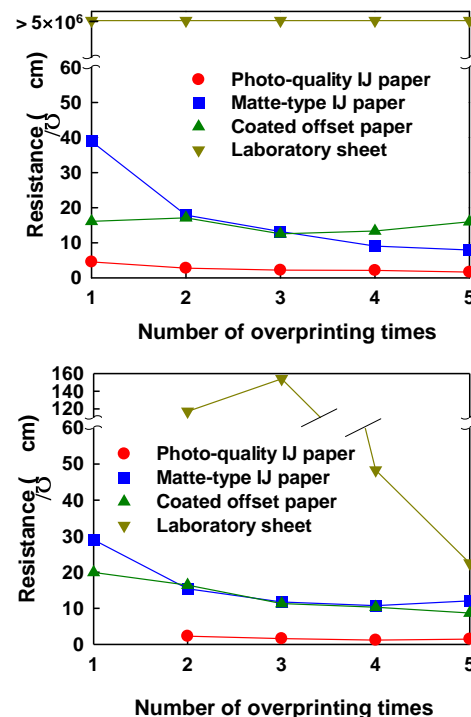 > 5×10⁶
60
50
40
30
20
10
0
Resistance (℧/ cm)
Photo-quality IJ paper
Matte-type IJ paper
Coated offset paper
Laboratory sheet
1 2 3 4 5
Number of overprinting times
160
140
120
60
50
40
30
20
10
0
Resistance (℧/ cm)
Photo-quality IJ paper
Matte-type IJ paper
Coated offset paper
Laboratory sheet
1 2 3 4 5
Number of overprinting times